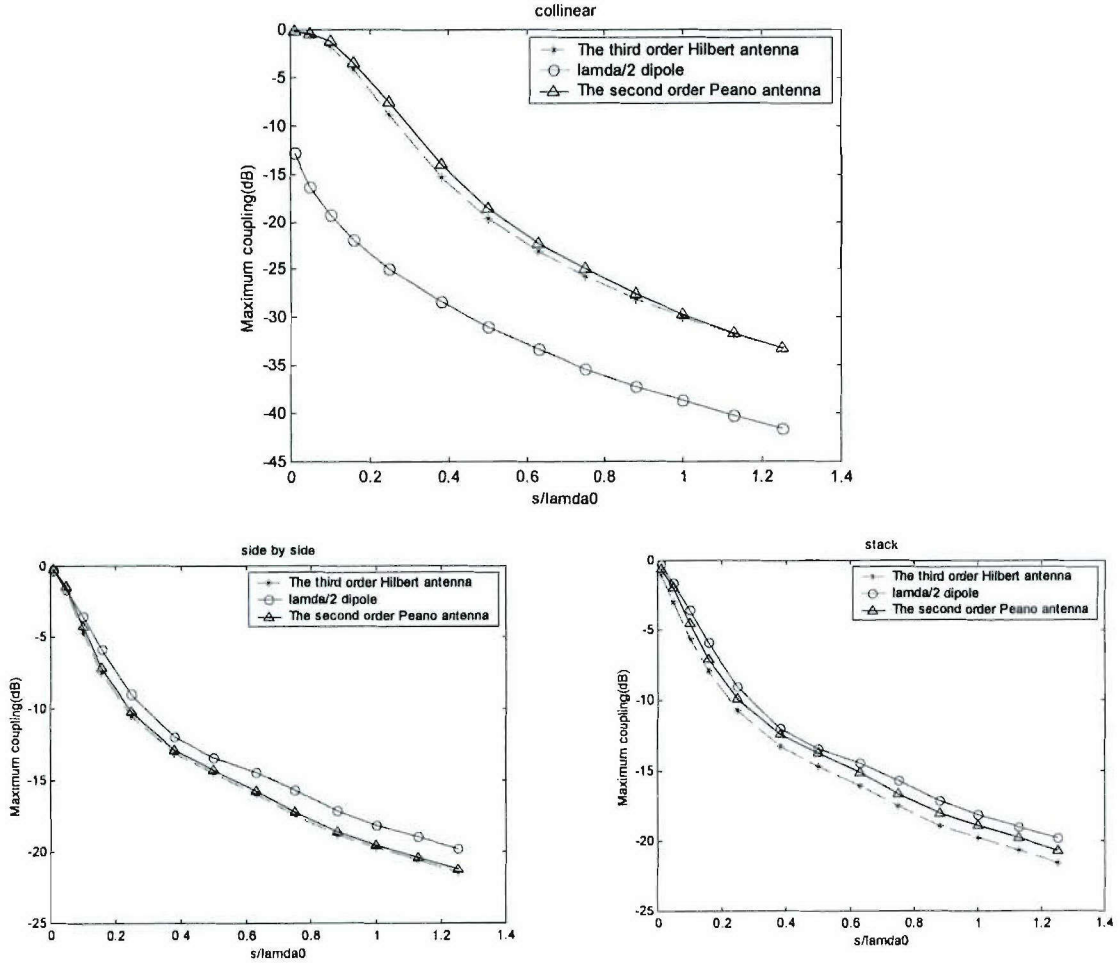 collinear
The third order Hilbert antenna
lamda/2 dipole
The second order Peano antenna
0
-5
-10
-15
-20
-25
-30
-35
-40
-45
Maximum coupling(dB)
0 0.2 0.4 0.6 0.8 1 1.2 1.4
s/lamda0
side by side
The third order Hilbert antenna
lamda/2 dipole
The second order Peano antenna
0
-5
-10
-15
-20
-25
Maximum coupling(dB)
0 0.2 0 4 0.6 0.8 1 1.2 1.4
s/lamda0
stack
The third order Hilbert antenna
lamda/2 dipole
The second order Peano antenna
0
-5
-10
-15
-20
-25
Maximum coupling(dB)
0 0.2 0.4 0.6 0.8 1 1.2 1.4
s/lamda0